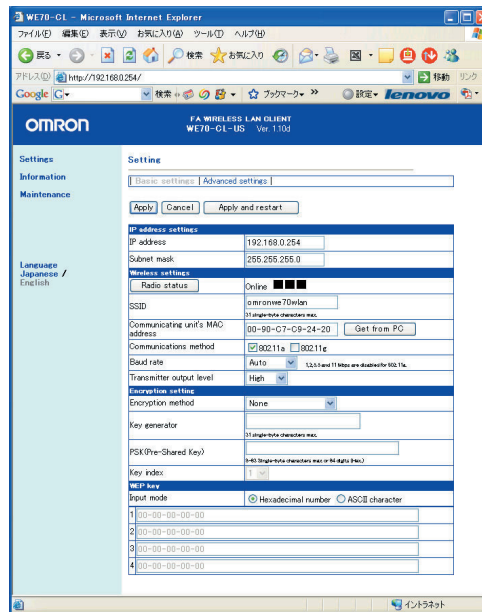 WE70-CL - Microsoft Internet Explorer
ファイル(F) 編集(E) 表示(V) お気に入り(A) ツール(T) ヘルプ(H)
戻る 検索 お気に入り
アドレス(D) http://192.168.0.254/ 移動 リンク
Google G 検索 ブックマーク 設定 lenovo
OMRON
FA WIRELESS LAN CLIENT
WE70-CL-US Ver. 1.10d
Settings
Information
Maintenance
Language
Japanese /
English
Setting
| Basic settings | Advanced settings |
Apply Cancel Apply and restart
IP address settings
IP address 192.168.0.254
Subnet mask 255.255.255.0
Wireless settings
Radio status Online
SSID omronwe70wlan
31 single-byte characters max.
Communicating unit's MAC address 00-90-C7-C9-24-20 Get from PC
Communications method 802.11a 802.11g
Baud rate Auto 1,2,5.5 and 11 Mbps are disabled for 802.11a.
Transmitter output level High
Encryption setting
Encryption method None
Key generator
31 single-byte characters max.
PSK(Pre-Shared Key)
8-63 Single-byte characters max or 64 digits (Hex.)
Key index 1
WEP key
Input mode Hexadecimal number ASCII character
1 00-00-00-00-00
2 00-00-00-00-00
3 00-00-00-00-00
4 00-00-00-00-00
イントラネット